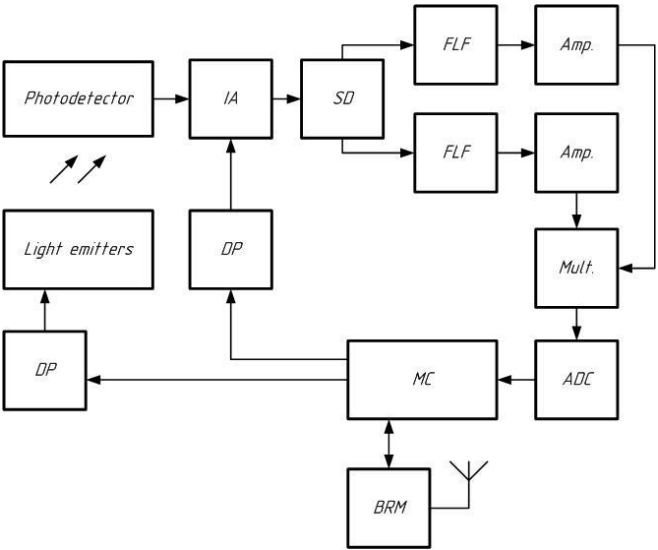 FLF
Amp.
Photodetector
IA
SD
FLF
Amp.
Light emitters
DP
Mult.
DP
MC
ADC
BRM